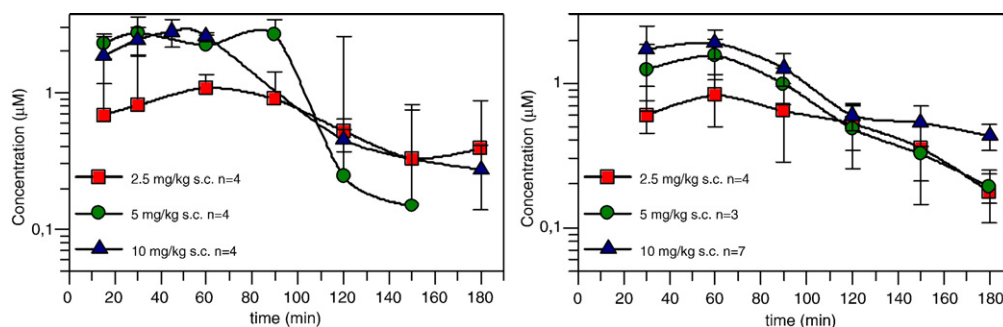 Concentration (µM)
1
0,1
2.5 mg/kg s.c. n=4
5 mg/kg s.c. n=4
10 mg/kg s.c. n=4
0 20 40 60 80 100 120 140 160 180
time (min)
Concentration (µM)
1
0,1
2.5 mg/kg s.c. n=4
5 mg/kg s.c. n=3
10 mg/kg s.c. n=7
0 20 40 60 80 100 120 140 160 180
time (min)